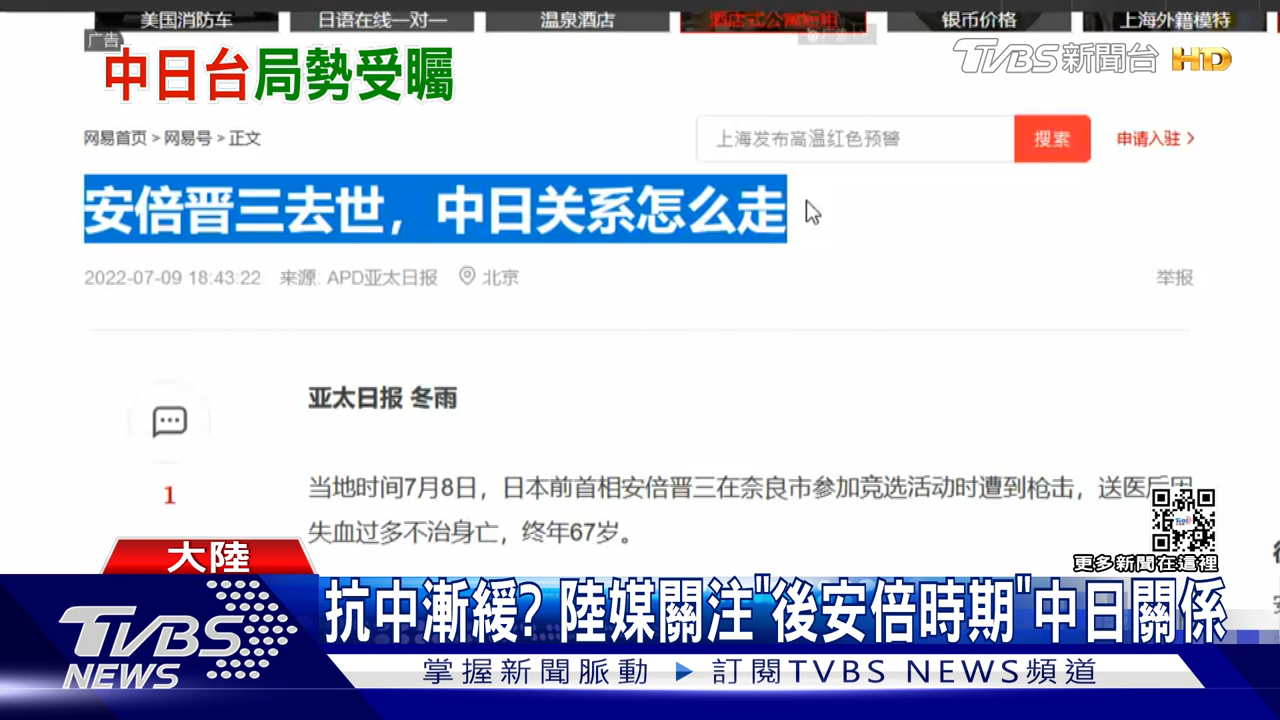 美国消防车 日语在线一对一 温泉酒店 酒店式公寓短租 银币价格 上海外籍模特
广告
广告
中日台局勢受矚
TVBS新聞台 HD
网易首页 > 网易号 > 正文
上海发布高温红色预警 搜索 申请入驻
安倍晋三去世，中日关系怎么走
2022-07-09 18:43:22 来源: APD亚太日报 北京 举报
亚太日报 冬雨
1
当地时间7月8日，日本前首相安倍晋三在奈良市参加竞选活动时遭到枪击，送医后因
失血过多不治身亡，终年67岁。
TVBS
更多新聞在這裡
大陸
抗中漸緩? 陸媒關注"後安倍時期"中日關係
TVBS NEWS
掌握新聞脈動 ▶ 訂閱TVBS NEWS頻道